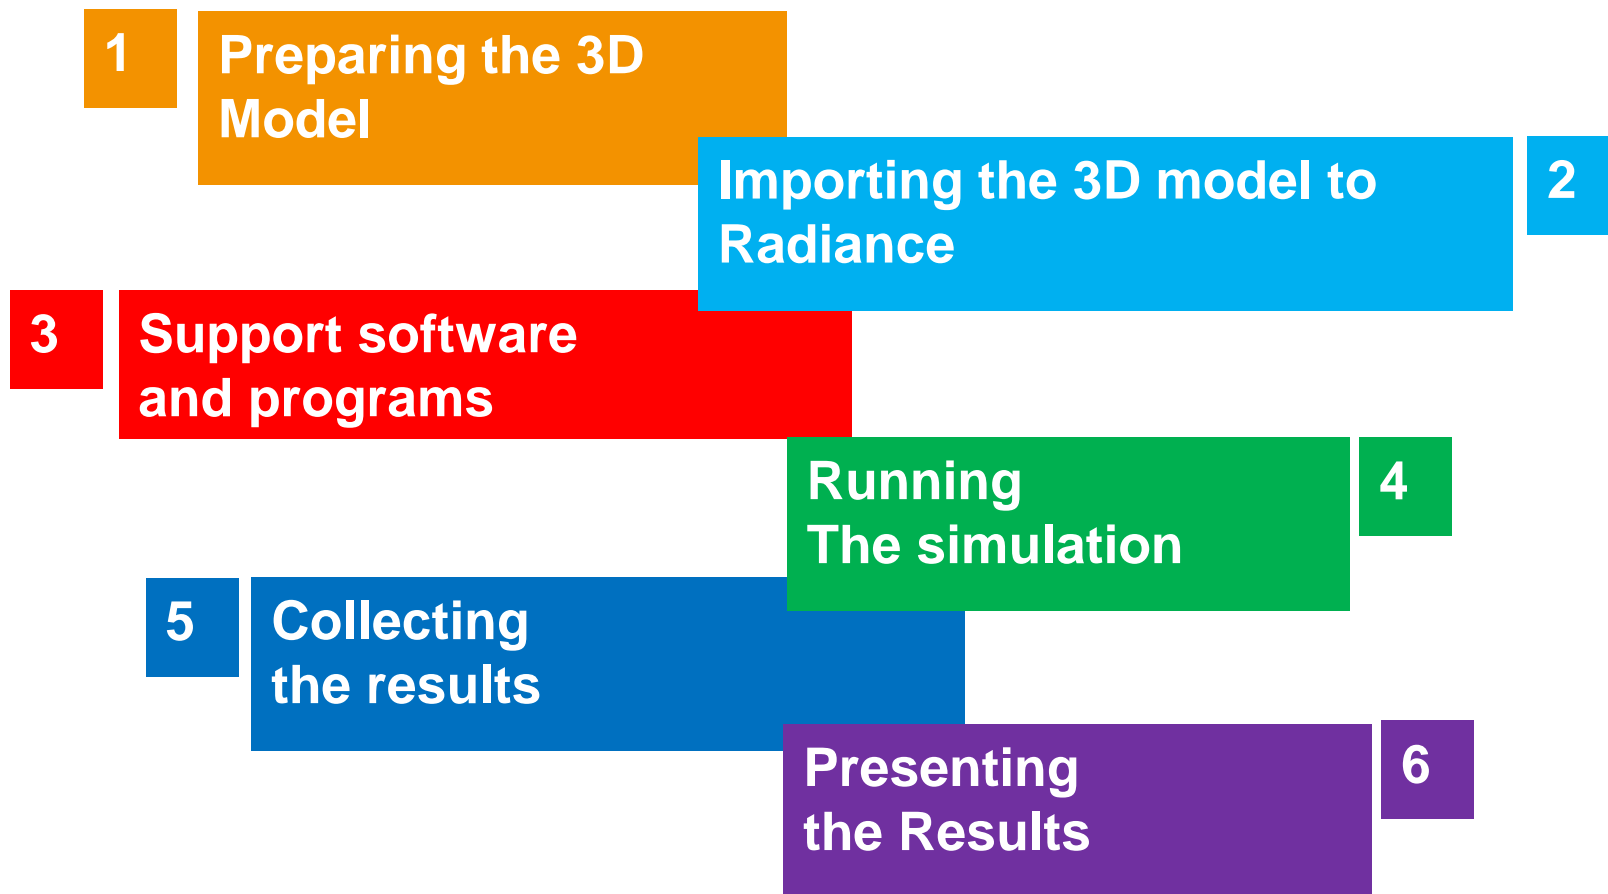 1
Preparing the 3D
Model
Importing the 3D model to
Radiance
2
3
Support software
and programs
Running
The simulation
4
5
Collecting
the results
Presenting
the Results
6